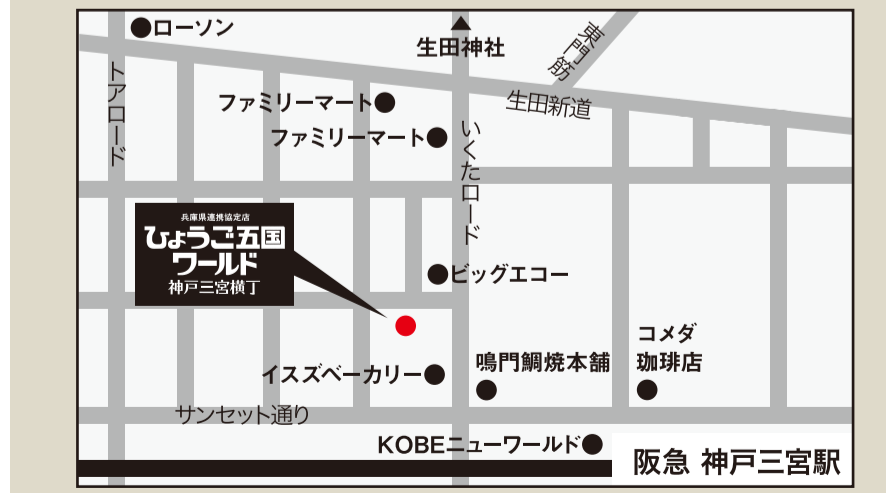 ローソン
生田神社
東門筋
トアロード
ファミリーマート
生田新道
ファミリーマート
いくたロード
兵庫県連携協定店
ひょうご五国
ワールド
神戸三宮横丁
ビッグエコー
コメダ
珈琲店
鳴門鯛焼本舗
イスズベーカリー
サンセット通り
KOBEニューワールド
阪急 神戸三宮駅